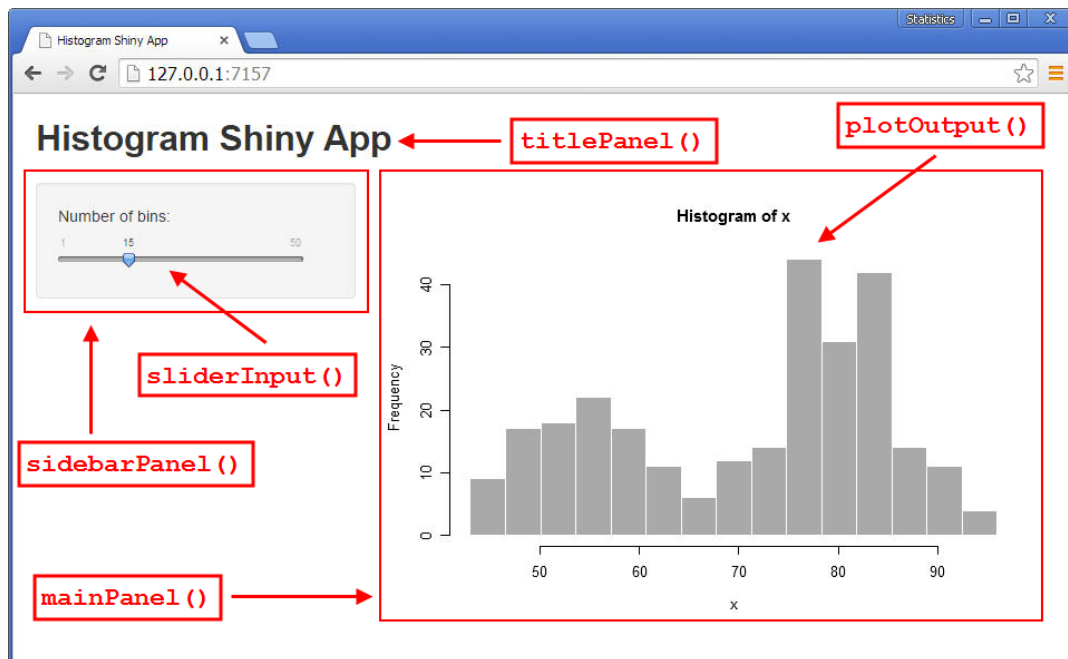 Statistics
Histogram Shiny App
127.0.0.1:7157
Histogram Shiny App
titlePanel()
plotOutput()
Number of bins:
1 15 50
sliderInput()
sidebarPanel()
mainPanel()
Histogram of x
Frequency
40
30
20
10
0
50 60 70 80 90
x